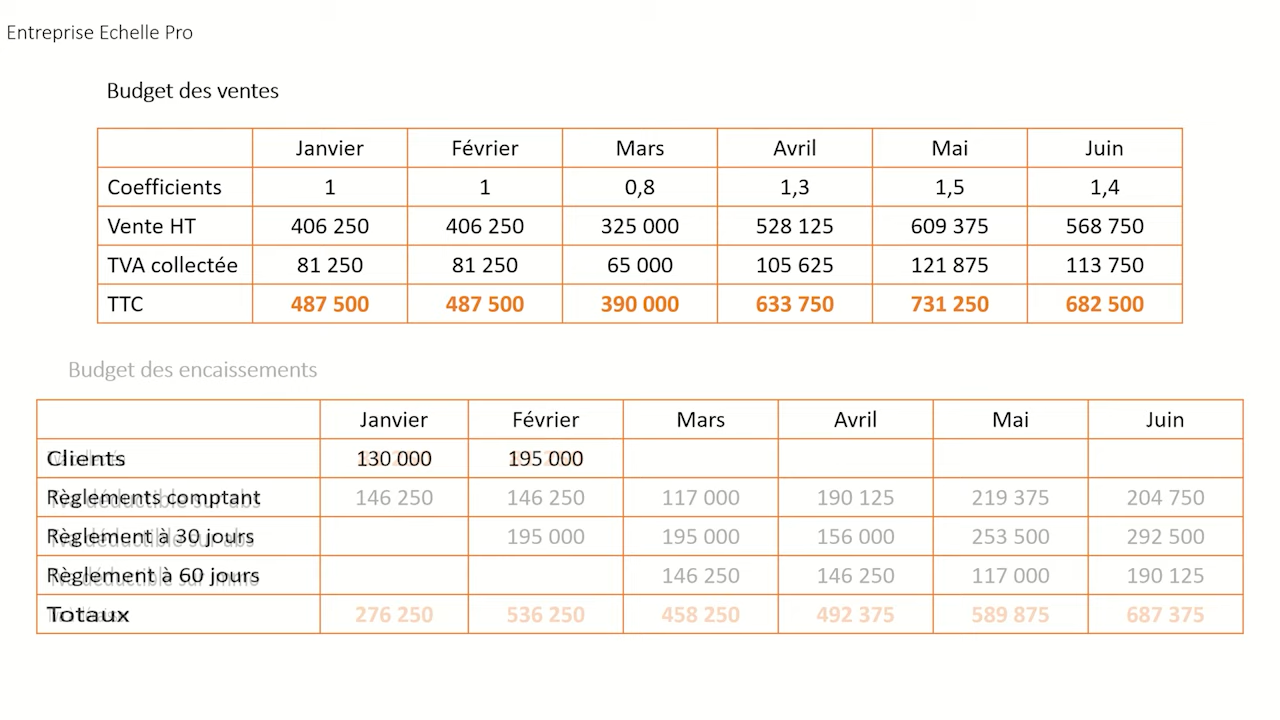 Entreprise Echelle Pro
Budget des ventes
Janvier Février Mars Avril Mai Juin
Coefficients 1 1 0,8 1,3 1,5 1,4
Vente HT 406 250 406 250 325 000 528 125 609 375 568 750
TVA collectée 81 250 81 250 65 000 105 625 121 875 113 750
TTC 487 500 487 500 390 000 633 750 731 250 682 500
Budget des encaissements
Janvier Février Mars Avril Mai Juin
Clients 130 000 195 000
Règlements comptant 146 250 146 250 117 000 190 125 219 375 204 750
Règlement à 30 jours 195 000 195 000 156 000 253 500 292 500
Règlement à 60 jours 146 250 146 250 117 000 190 125
Totaux 276 250 536 250 458 250 492 375 589 875 687 375